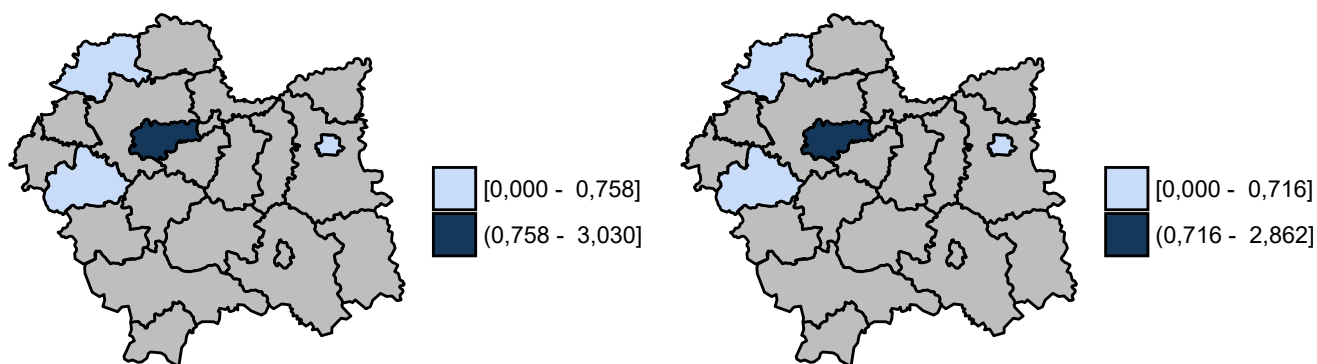 [0,000 - 0,758]
(0,758 - 3,030]
[0,000 - 0,716]
(0,716 - 2,862]